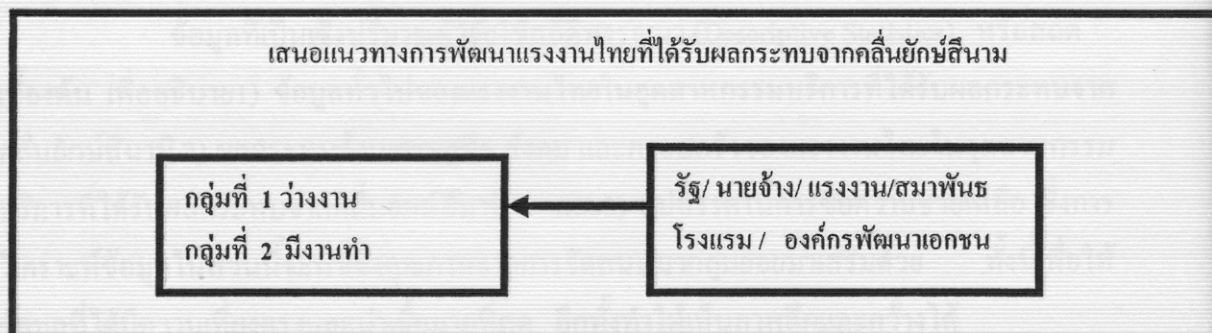 เสนอแนวทางการพัฒนาแรงงานไทยที่ได้รับผลกระทบจากคลื่นยักษ์สึนาม
กลุ่มที่ 1 ว่างงาน
กลุ่มที่ 2 มีงานทำ
รัฐ/ นายจ้าง/ แรงงาน/สมาพันธ
โรงแรม / องค์กรพัฒนาเอกชน